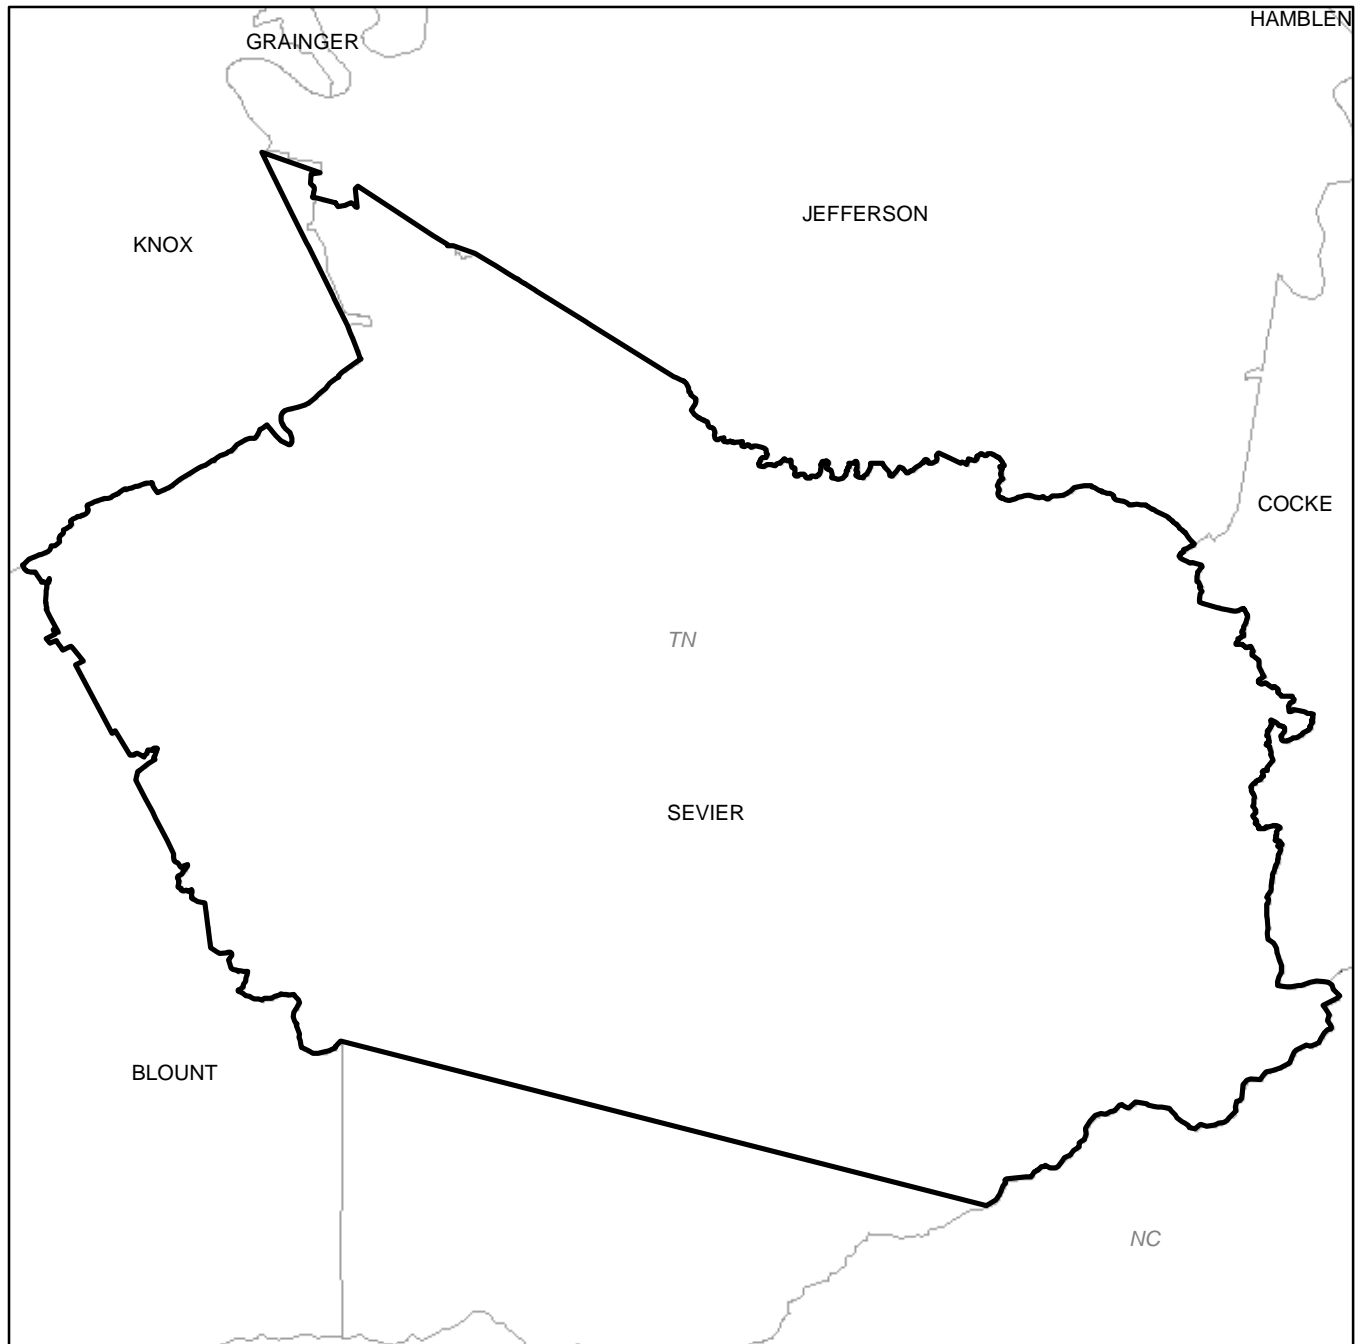 HAMBLEN
GRAINGER
JEFFERSON
KNOX
COCKE
TN
SEVIER
BLOUNT
NC